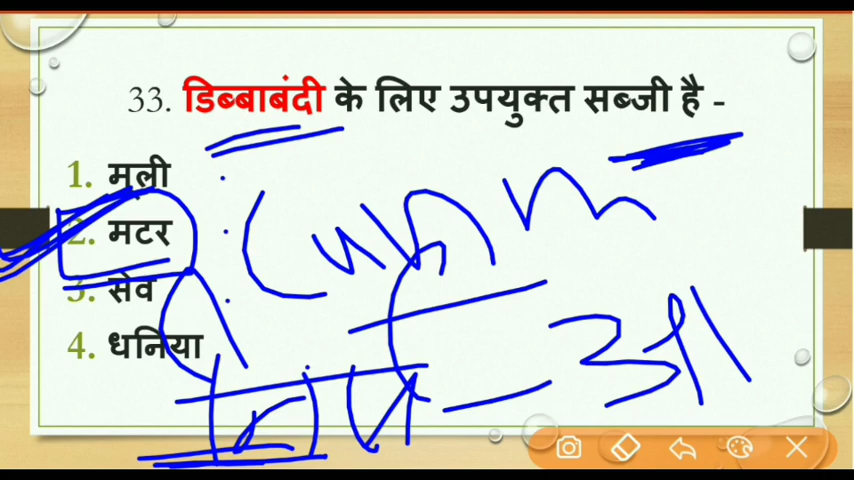 33. डिब्बाबंदी के लिए उपयुक्त सब्जी है -
1. मूली
2. मटर
3. सेव
4. धनिया